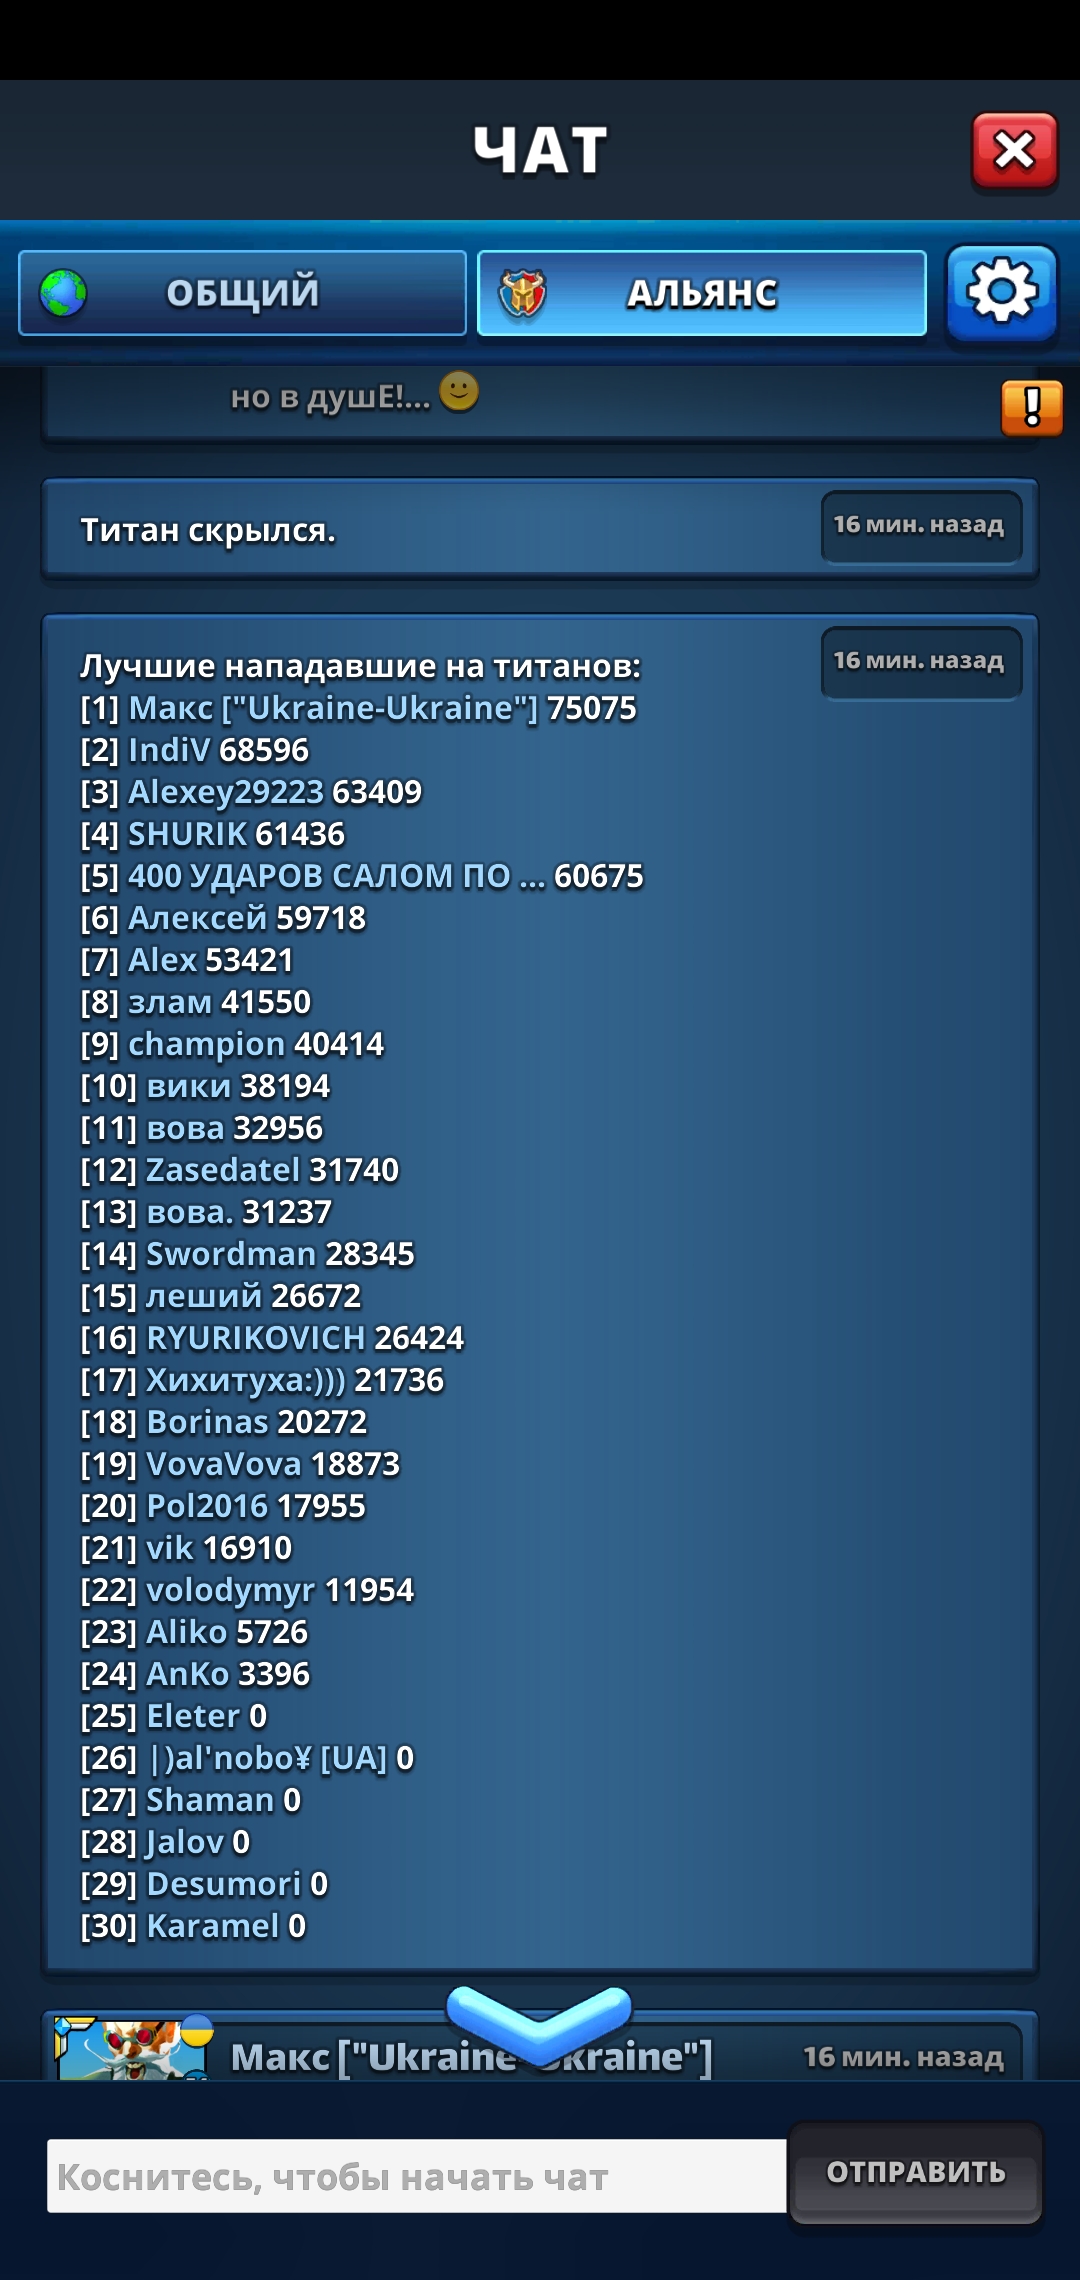 ЧАТ
ОБЩИЙ
АЛЬЯНС
но в душЕ!... 🙂
!
Титан скрылся.
16 мин. назад
Лучшие нападавшие на титанов:
16 мин. назад
[1] Макс ["Ukraine-Ukraine"] 75075
[2] IndiV 68596
[3] Alexey29223 63409
[4] SHURIK 61436
[5] 400 УДАРОВ САЛОМ ПО ... 60675
[6] Алексей 59718
[7] Alex 53421
[8] злам 41550
[9] champion 40414
[10] вики 38194
[11] вова 32956
[12] Zasedatel 31740
[13] вова. 31237
[14] Swordman 28345
[15] леший 26672
[16] RYURIKOVICH 26424
[17] Хихитуха:))) 21736
[18] Borinas 20272
[19] VovaVova 18873
[20] Pol2016 17955
[21] vik 16910
[22] volodymyr 11954
[23] Aliko 5726
[24] AnKo 3396
[25] Eleter 0
[26] |)al'nobo¥ [UA] 0
[27] Shaman 0
[28] Jalov 0
[29] Desumori 0
[30] Karamel 0
Макс ["Ukraine-Ukraine"]
16 мин. назад
Коснитесь, чтобы начать чат
ОТПРАВИТЬ